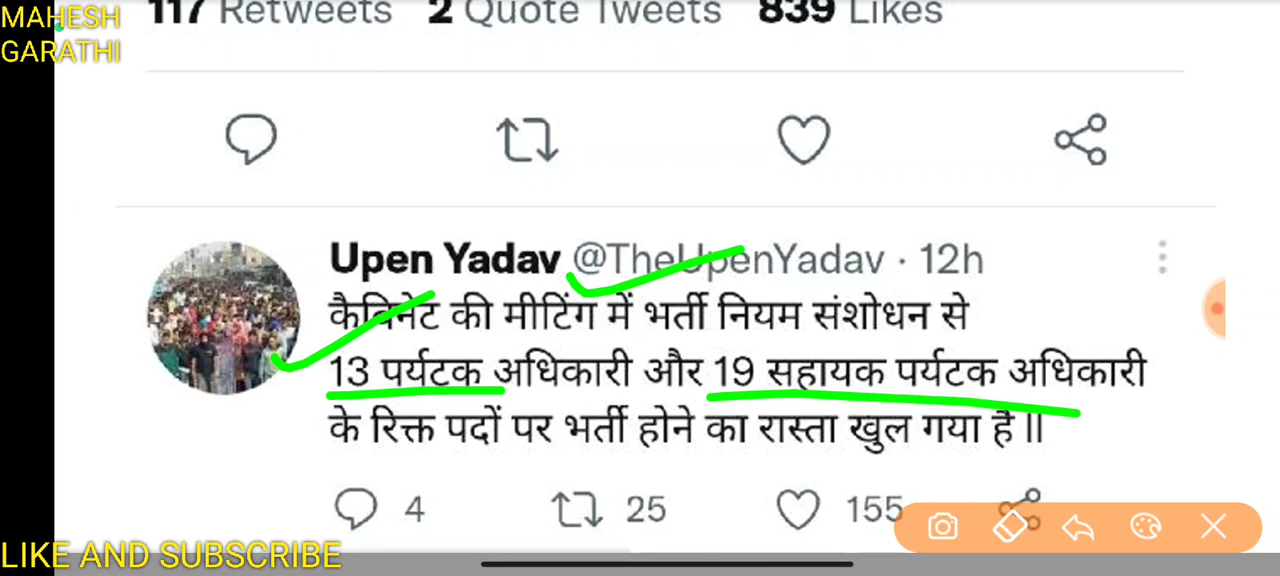 MAHESH
GARATHI
117 Retweets 2 Quote Tweets 839 Likes
Upen Yadav @TheUpenYadav · 12h
कैबिनेट की मीटिंग में भर्ती नियम संशोधन से
13 पर्यटक अधिकारी और 19 सहायक पर्यटक अधिकारी
के रिक्त पदों पर भर्ती होने का रास्ता खुल गया है ll
4 25 155
LIKE AND SUBSCRIBE